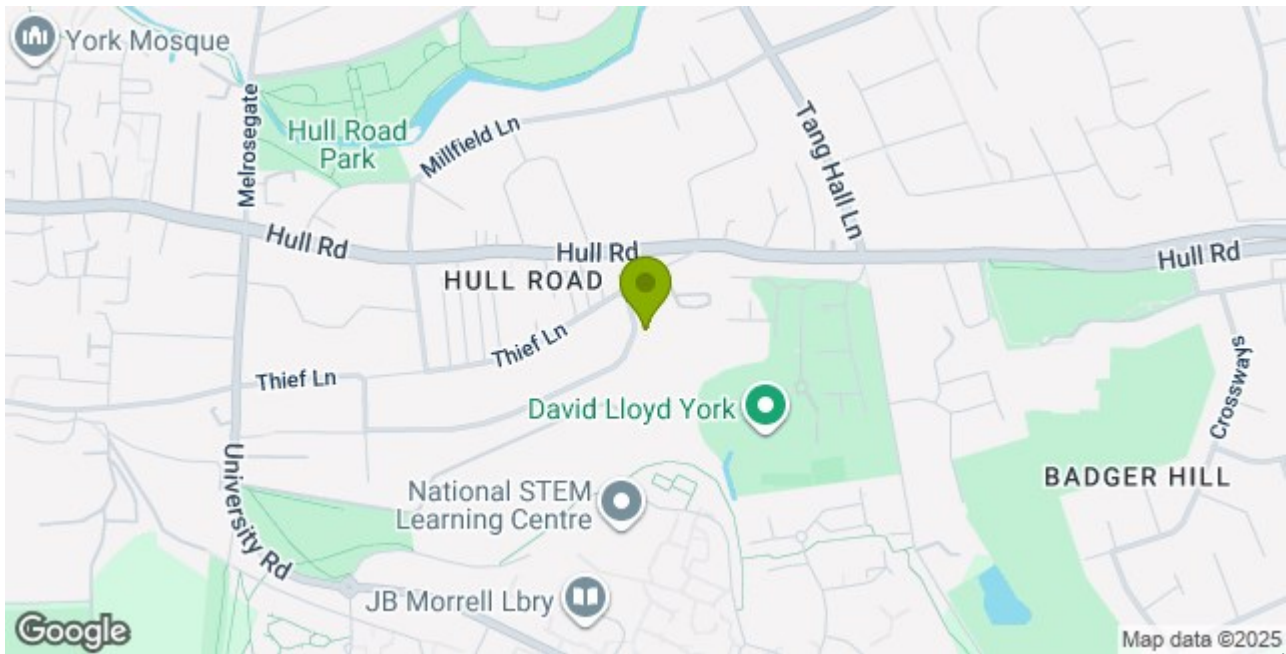 York Mosque
Melrosegate
Hull Road
Park
Millfield Ln
Tang Hall Ln
Hull Rd
Hull Rd
Hull Rd
HULL ROAD
Thief Ln
Thief Ln
Crossways
David Lloyd York
BADGER HILL
National STEM
Learning Centre
University Rd
JB Morrell Lbry
Google
Map data ©2025